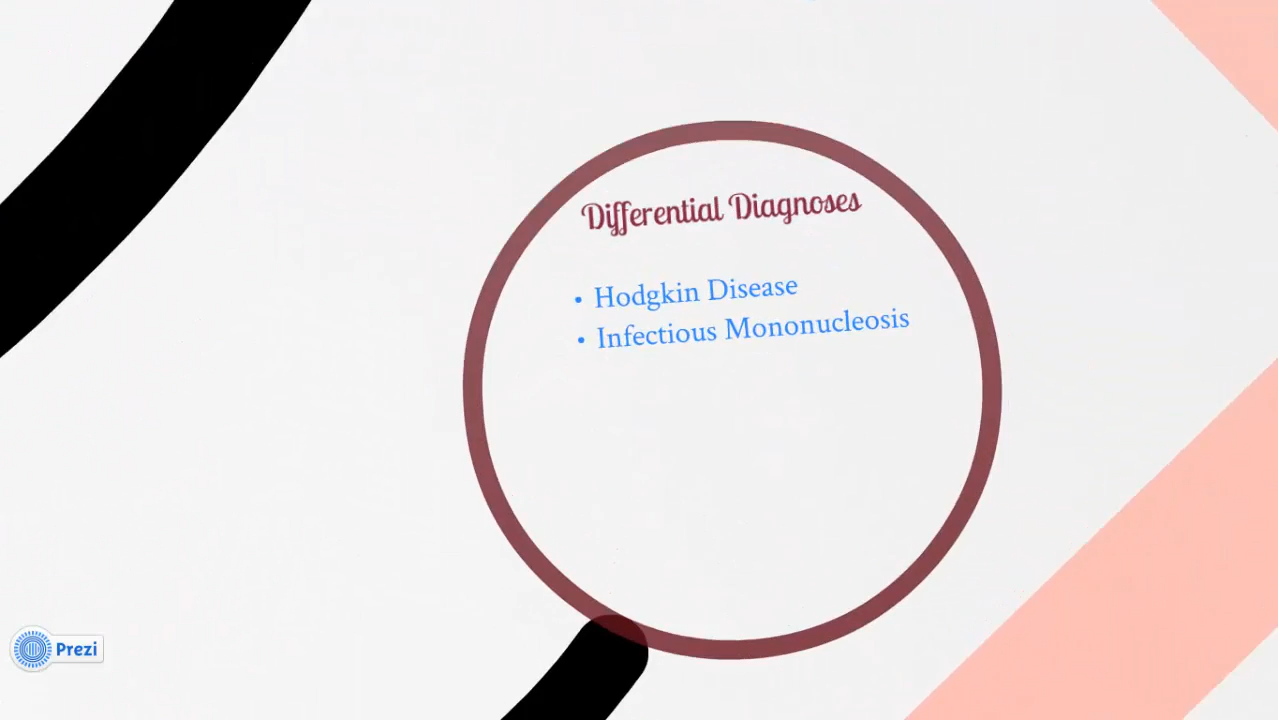 Differential Diagnoses
• Hodgkin Disease
• Infectious Mononucleosis
Prezi